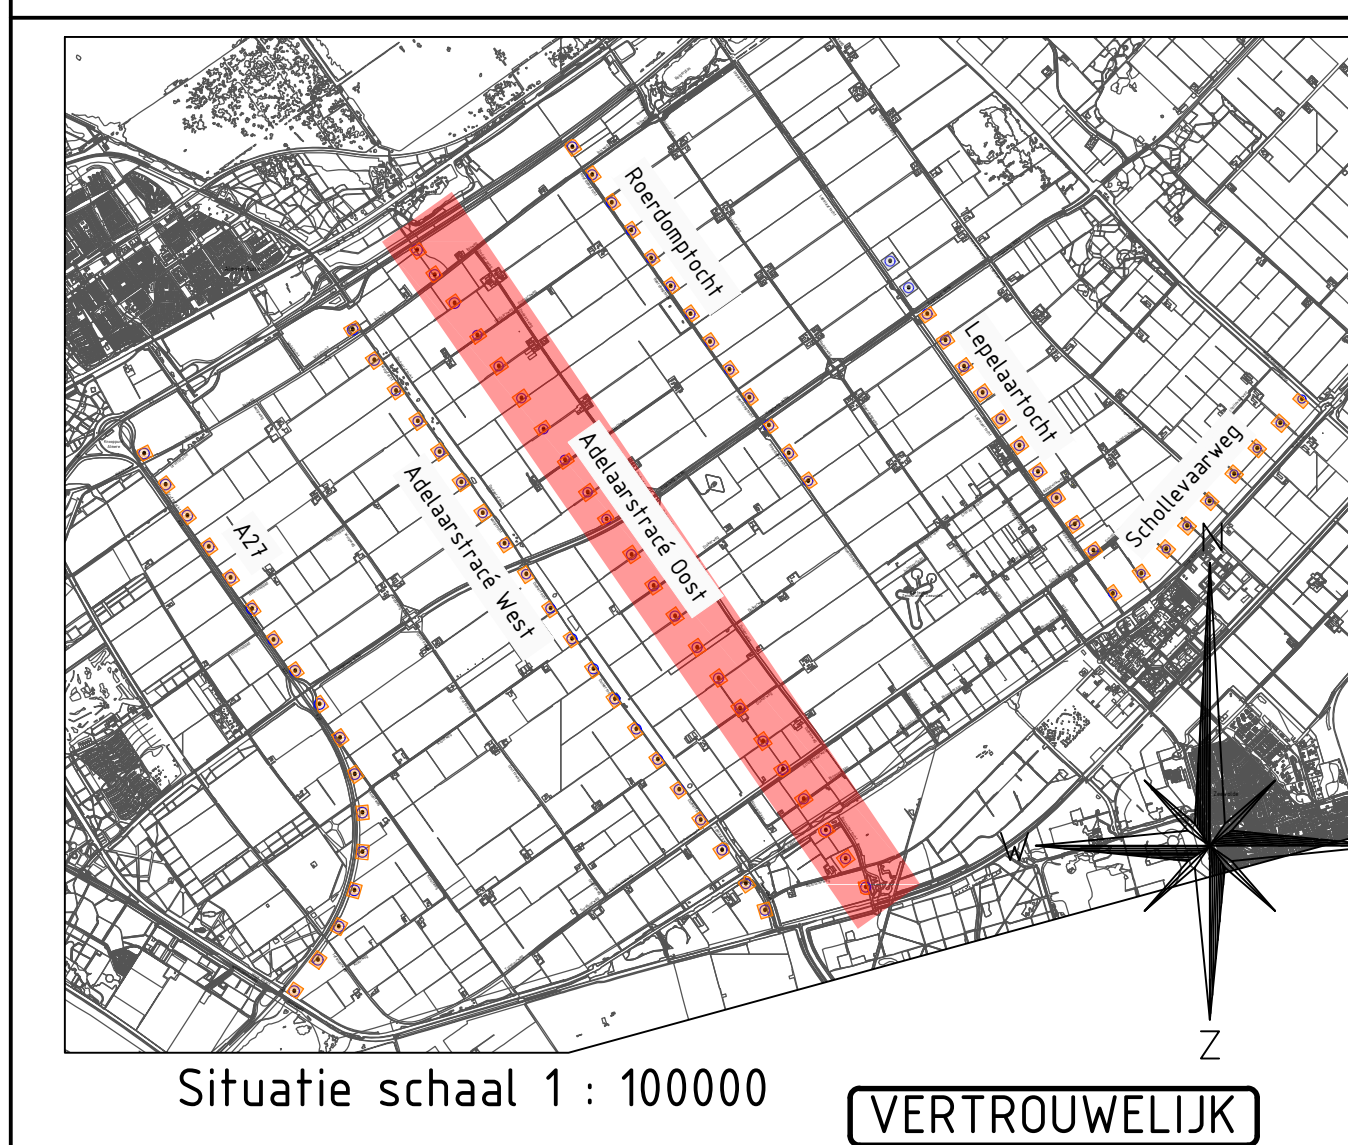 Roerdomptocht
Lepelaartocht
Schollevaarweg
Adelaarstracé Oost
Adelaarstracé West
A27
N
W
Z
Situatie schaal 1 : 100000
VERTROUWELIJK